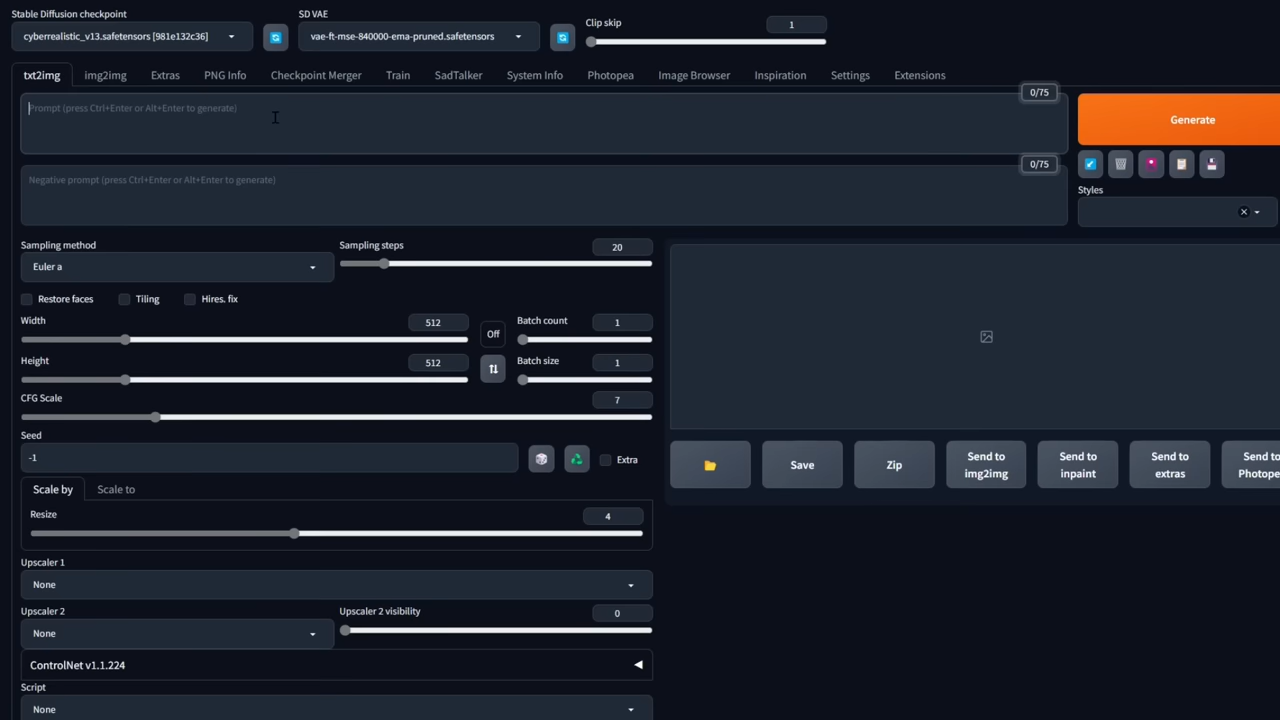 Stable Diffusion checkpoint
SD VAE
Clip skip
1
cyberrealistic_v13.safetensors [981e132c36]
vae-ft-mse-840000-ema-pruned.safetensors
txt2img
img2img
Extras
PNG Info
Checkpoint Merger
Train
SadTalker
System Info
Photopea
Image Browser
Inspiration
Settings
Extensions
Prompt (press Ctrl+Enter or Alt+Enter to generate)
0/75
Generate
Negative prompt (press Ctrl+Enter or Alt+Enter to generate)
0/75
Styles
Sampling method
Sampling steps
20
Euler a
Restore faces
Tiling
Hires. fix
Width
512
Off
Batch count
1
Height
512
Batch size
1
CFG Scale
7
Seed
-1
Extra
Save
Zip
Send to
img2img
Send to
inpaint
Send to
extras
Send to
Photope
Scale by
Scale to
Resize
4
Upscaler 1
None
Upscaler 2
None
Upscaler 2 visibility
0
ControlNet v1.1.224
Script
None